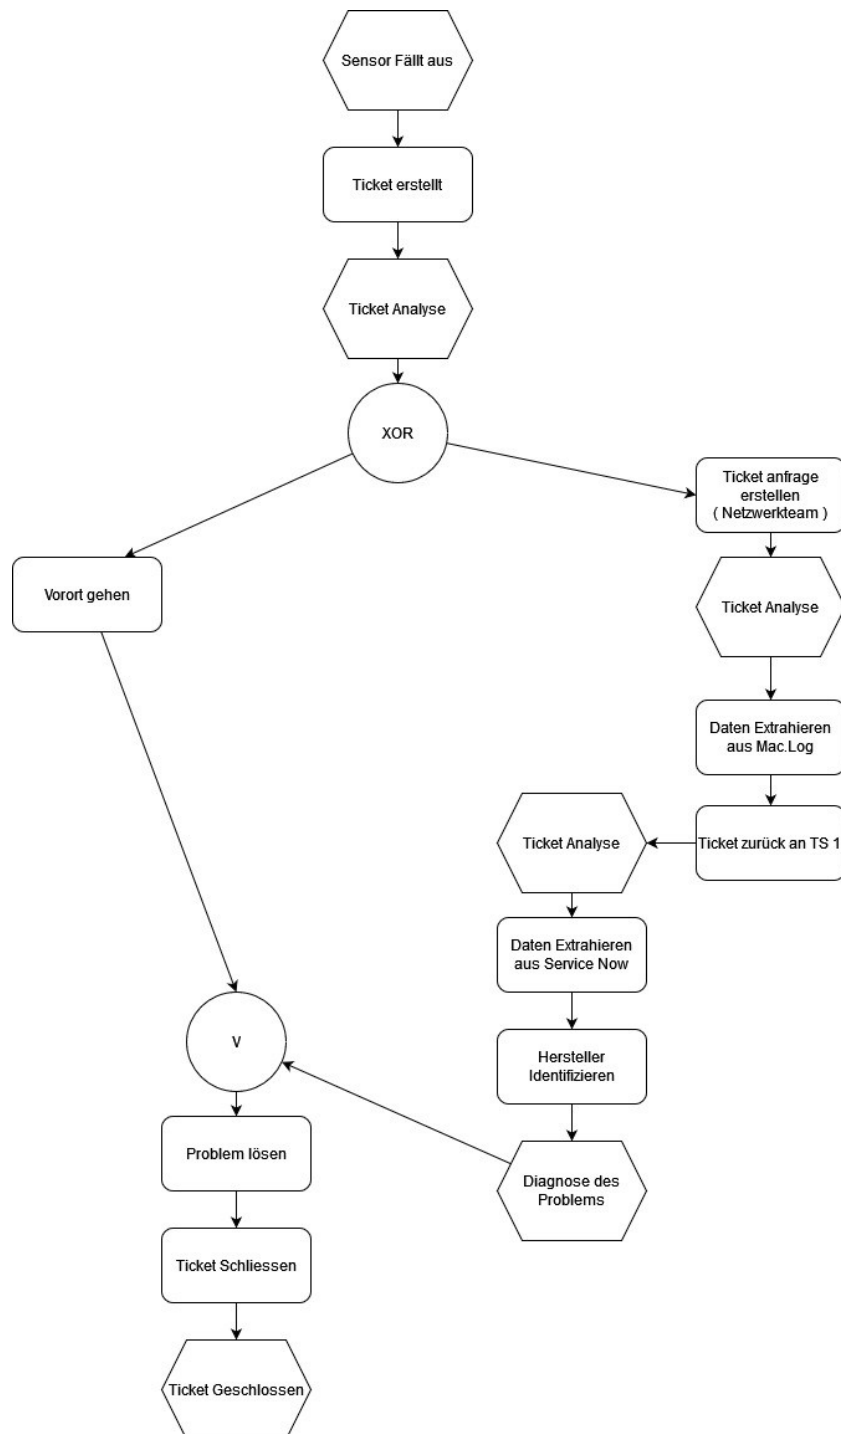 Sensor Fällt aus
Ticket erstellt
Ticket Analyse
XOR
Ticket anfrage
erstellen
( Netzwerkteam )
Vorort gehen
Ticket Analyse
Daten Extrahieren
aus Mac.Log
Ticket zurück an TS 1
Ticket Analyse
Daten Extrahieren
aus Service Now
Hersteller
Identifizieren
Diagnose des
Problems
V
Problem lösen
Ticket Schliessen
Ticket Geschlossen